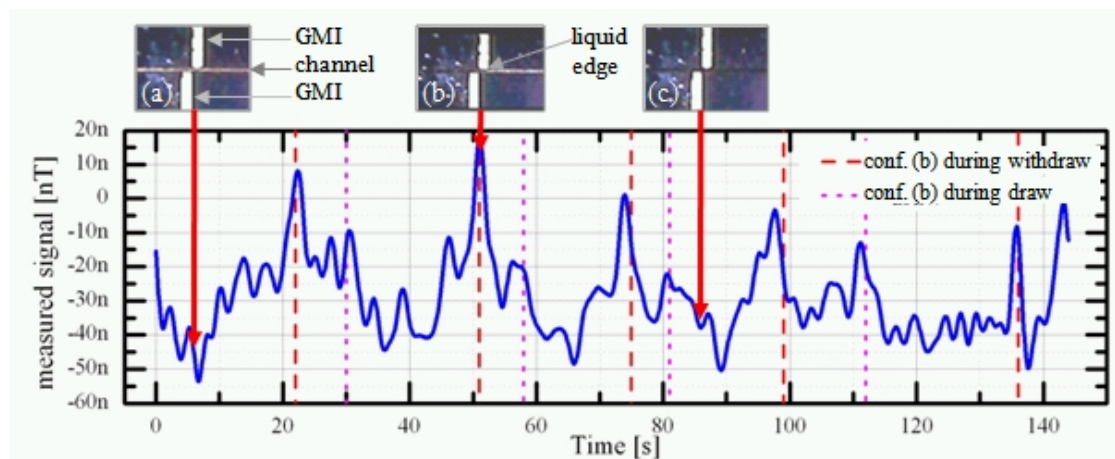 GMI
channel
GMI
(a)
(b)
liquid
edge
(c)
20n
10n
0
-10n
-20n
-30n
-40n
-50n
-60n
measured signal [nT]
conf. (b) during withdraw
conf. (b) during draw
0 20 40 60 80 100 120 140
Time [s]